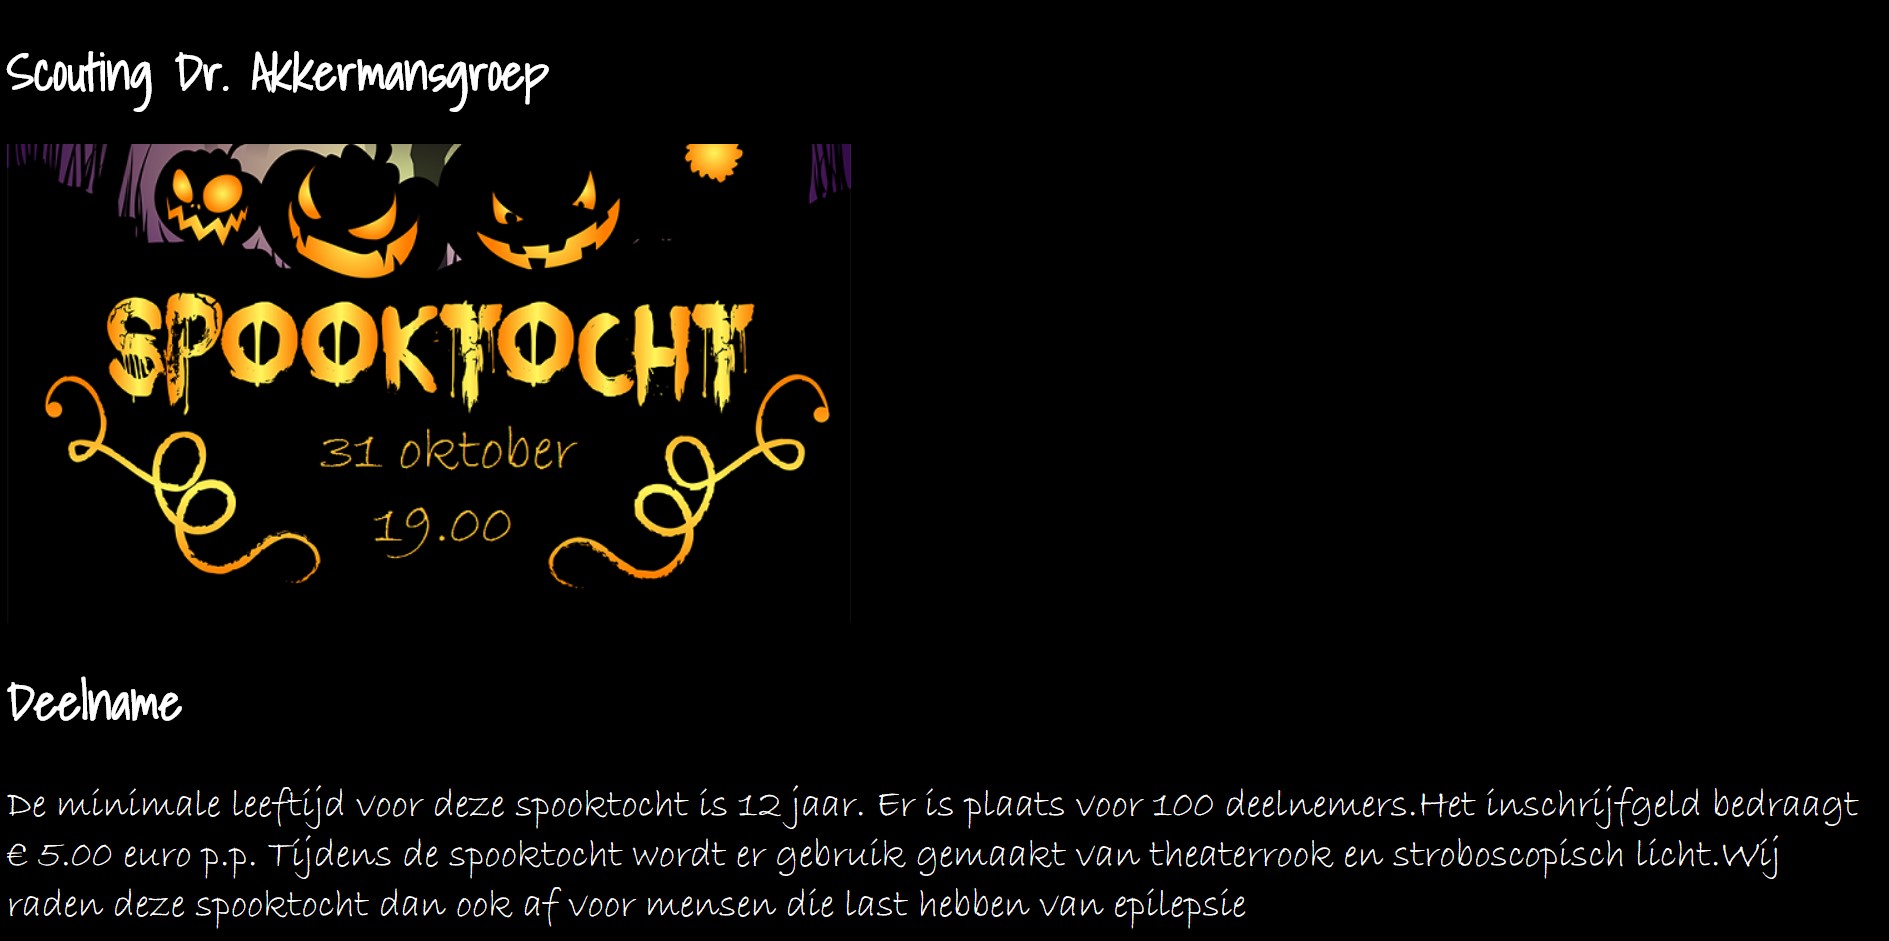 Scouting Dr. Akkermansgroep
SPOOKTOCHT
31 oktober
19.00
Deelname
De minimale leeftijd voor deze spooktocht is 12 jaar. Er is plaats voor 100 deelnemers.Het inschrijfgeld bedraagt
€ 5.00 euro p.p. Tijdens de spooktocht wordt er gebruik gemaakt van theaterrook en stroboscopisch licht.Wij
raden deze spooktocht dan ook af voor mensen die last hebben van epilepsie